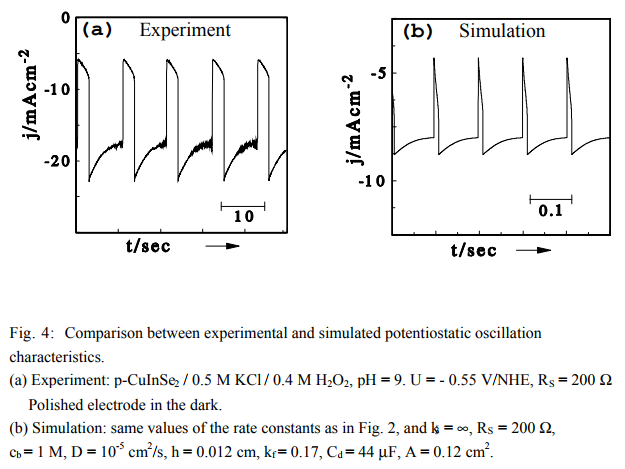 (a) Experiment
0
-10
-20
j/mAcm-2
10
t/sec
(b) Simulation
-5
-10
j/mAcm-2
0.1
t/sec
Fig. 4: Comparison between experimental and simulated potentiostatic oscillation
characteristics.
(a) Experiment: p-CuInSe2 / 0.5 M KCl / 0.4 M H2O2, pH = 9. U = - 0.55 V/NHE, RS = 200 Ω
Polished electrode in the dark.
(b) Simulation: same values of the rate constants as in Fig. 2, and = ∞, RS = 200 Ω,
cb = 1 M, D = 10-5 cm2/s, h = 0.012 cm, kf = 0.17, Cd = 44 μF, A = 0.12 cm2.